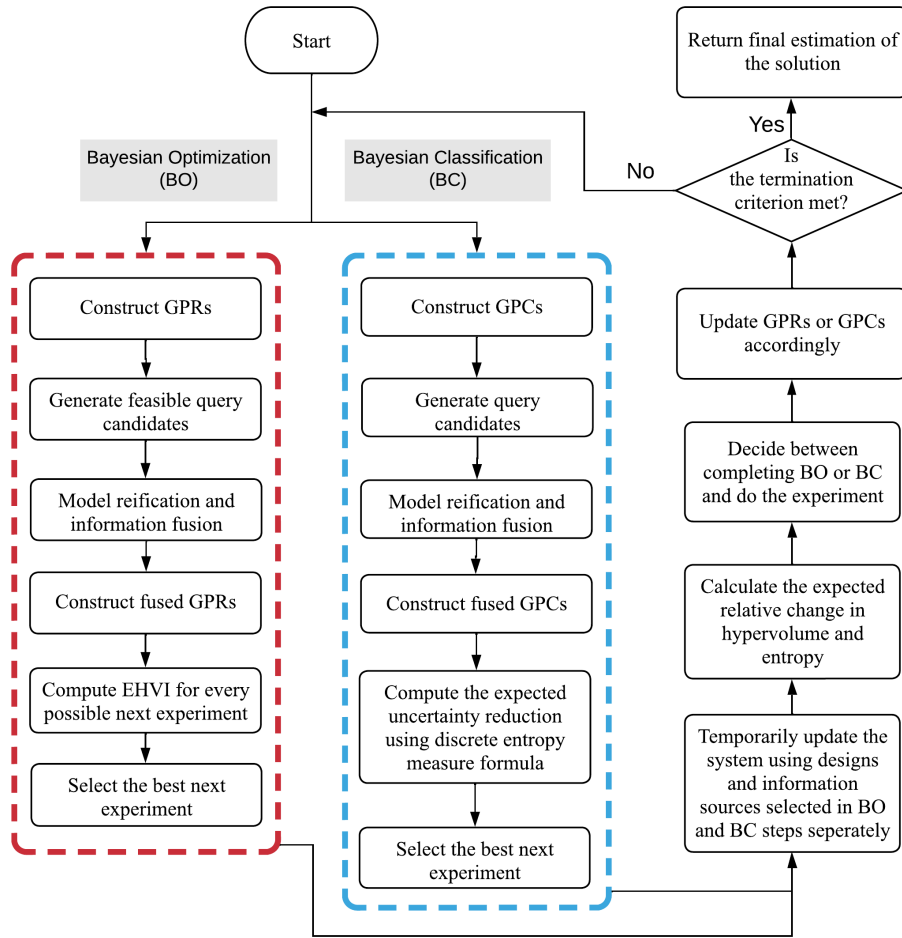 Start
Bayesian Optimization
(BO)
Bayesian Classification
(BC)
Construct GPRs
Generate feasible query
candidates
Model reification and
information fusion
Construct fused GPRs
Compute EHVI for every
possible next experiment
Select the best next
experiment
Construct GPCs
Generate query
candidates
Model reification and
information fusion
Construct fused GPCs
Compute the expected
uncertainty reduction
using discrete entropy
measure formula
Select the best next
experiment
Temporarily update the
system using designs
and information
sources selected in BO
and BC steps seperately
Calculate the expected
relative change in
hypervolume and
entropy
Decide between
completing BO or BC
and do the experiment
Update GPRs or GPCs
accordingly
Is
the termination
criterion met?
No
Yes
Return final estimation of
the solution